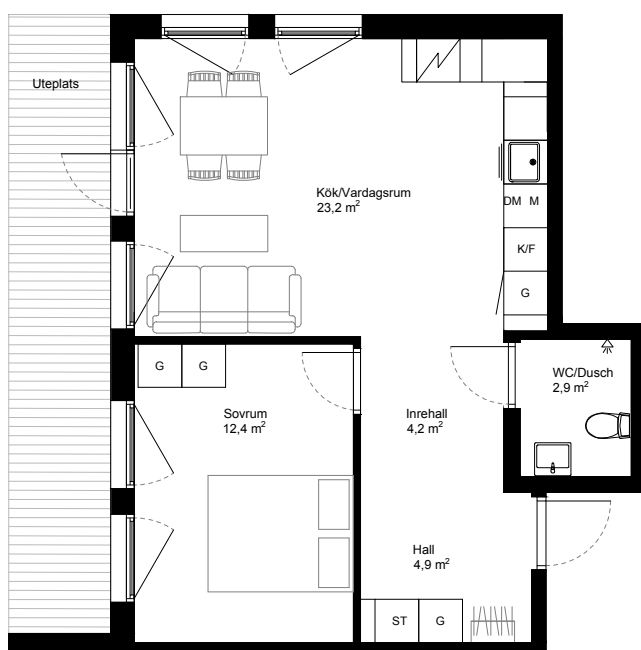 Uteplats
Kök/Vardagsrum
23,2 m²
DM M
K/F
G
G G
WC/Dusch
2,9 m²
Sovrum
12,4 m²
Innrehall
4,2 m²
Hall
4,9 m²
ST G